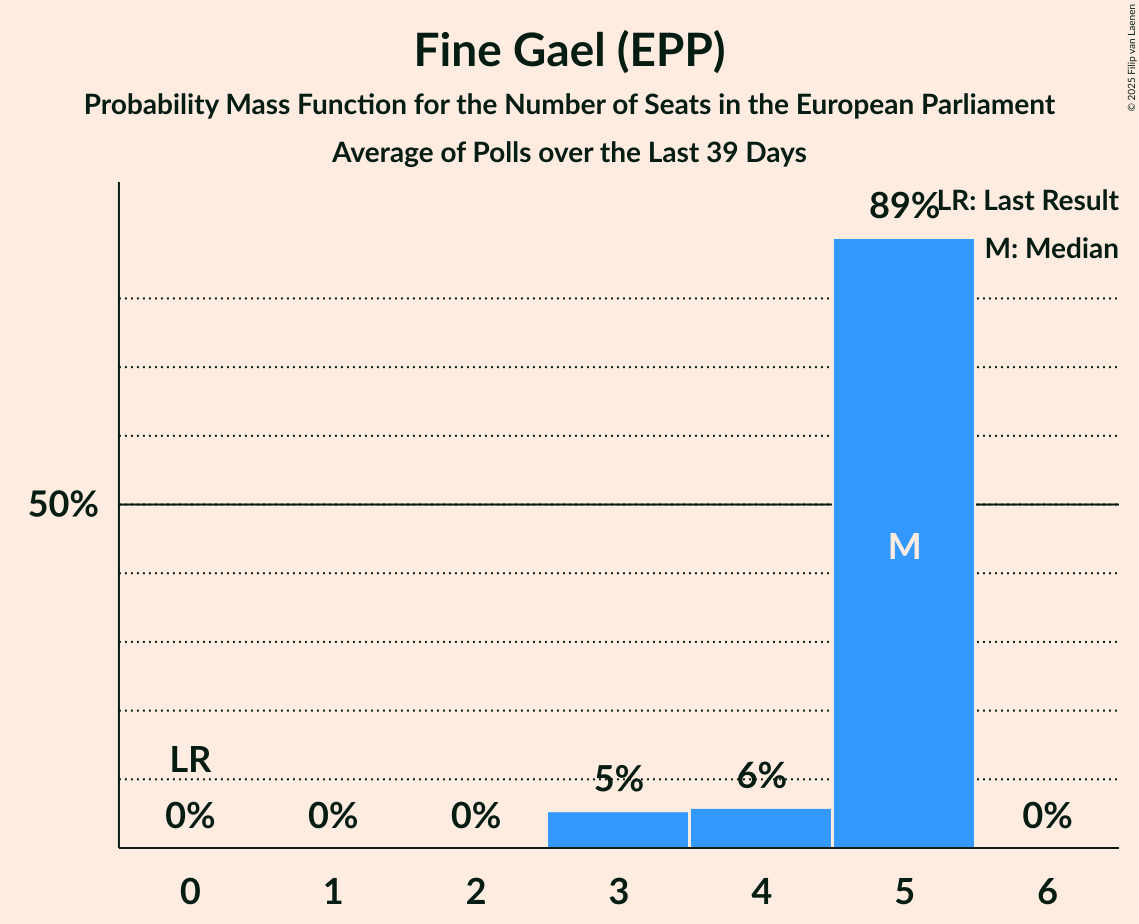 Fine Gael (EPP)
Probability Mass Function for the Number of Seats in the European Parliament
Average of Polls over the Last 39 Days
© 2025 Filip van Laenen
LR: Last Result
M: Median
89%
50%
M
LR
0%
0%
0%
5%
6%
0%
0
1
2
3
4
5
6